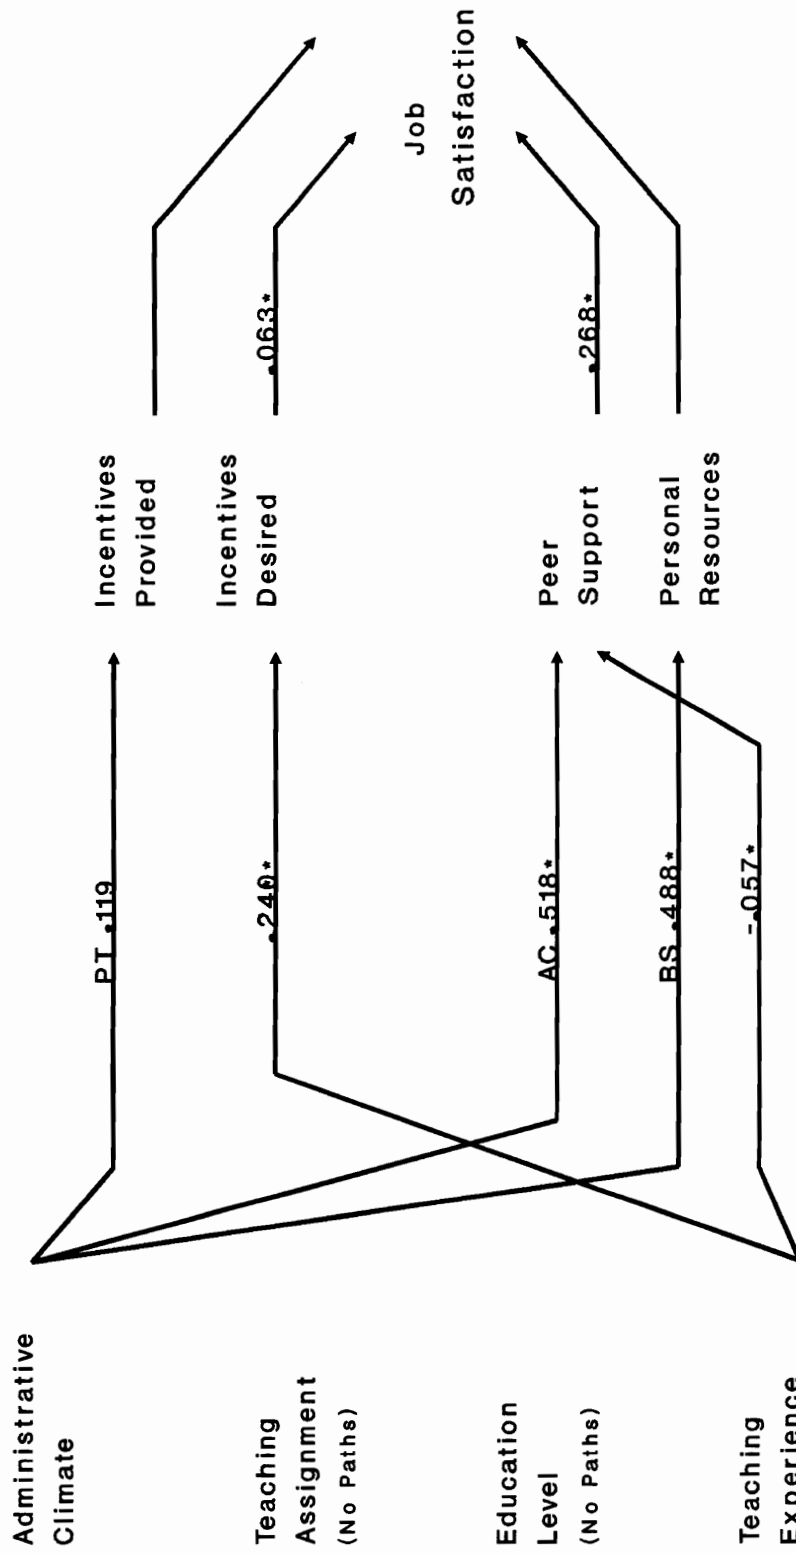 Administrative
Climate
Teaching
Assignment
(No Paths)
Education
Level
(No Paths)
Teaching
Experience
PT .119
.240*
AC .518*
BS .488*
-.057*
Incentives
Provided
Incentives
Desired
Peer
Support
Personal
Resources
.063*
.268*
Job
Satisfaction